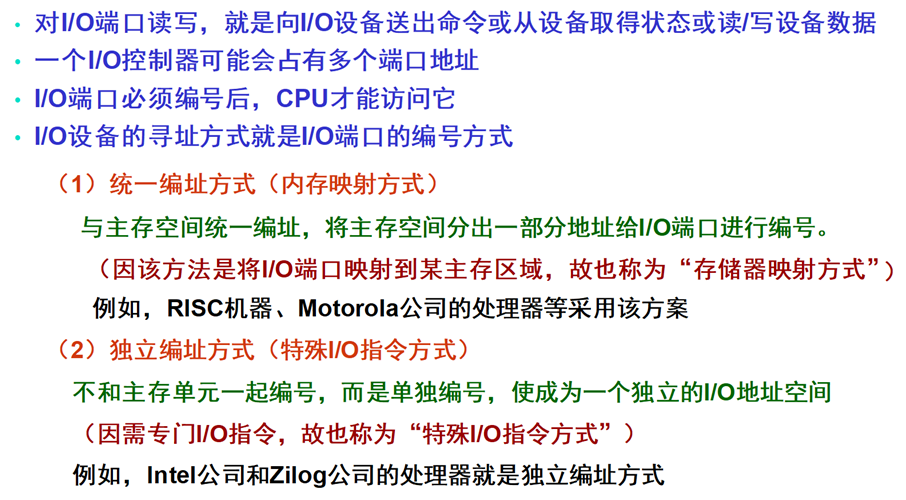 • 对I/O端口读写，就是向I/O设备送出命令或从设备取得状态或读/写设备数据
• 一个I/O控制器可能会占有多个端口地址
• I/O端口必须编号后，CPU才能访问它
• I/O设备的寻址方式就是I/O端口的编号方式
（1）统一编址方式（内存映射方式）
与主存空间统一编址，将主存空间分出一部分地址给I/O端口进行编号。
（因该方法是将I/O端口映射到某主存区域，故也称为“存储器映射方式”）
例如，RISC机器、Motorola公司的处理器等采用该方案
（2）独立编址方式（特殊I/O指令方式）
不和主存单元一起编号，而是单独编号，使成为一个独立的I/O地址空间
（因需专门I/O指令，故也称为“特殊I/O指令方式”）
例如，Intel公司和Zilog公司的处理器就是独立编址方式